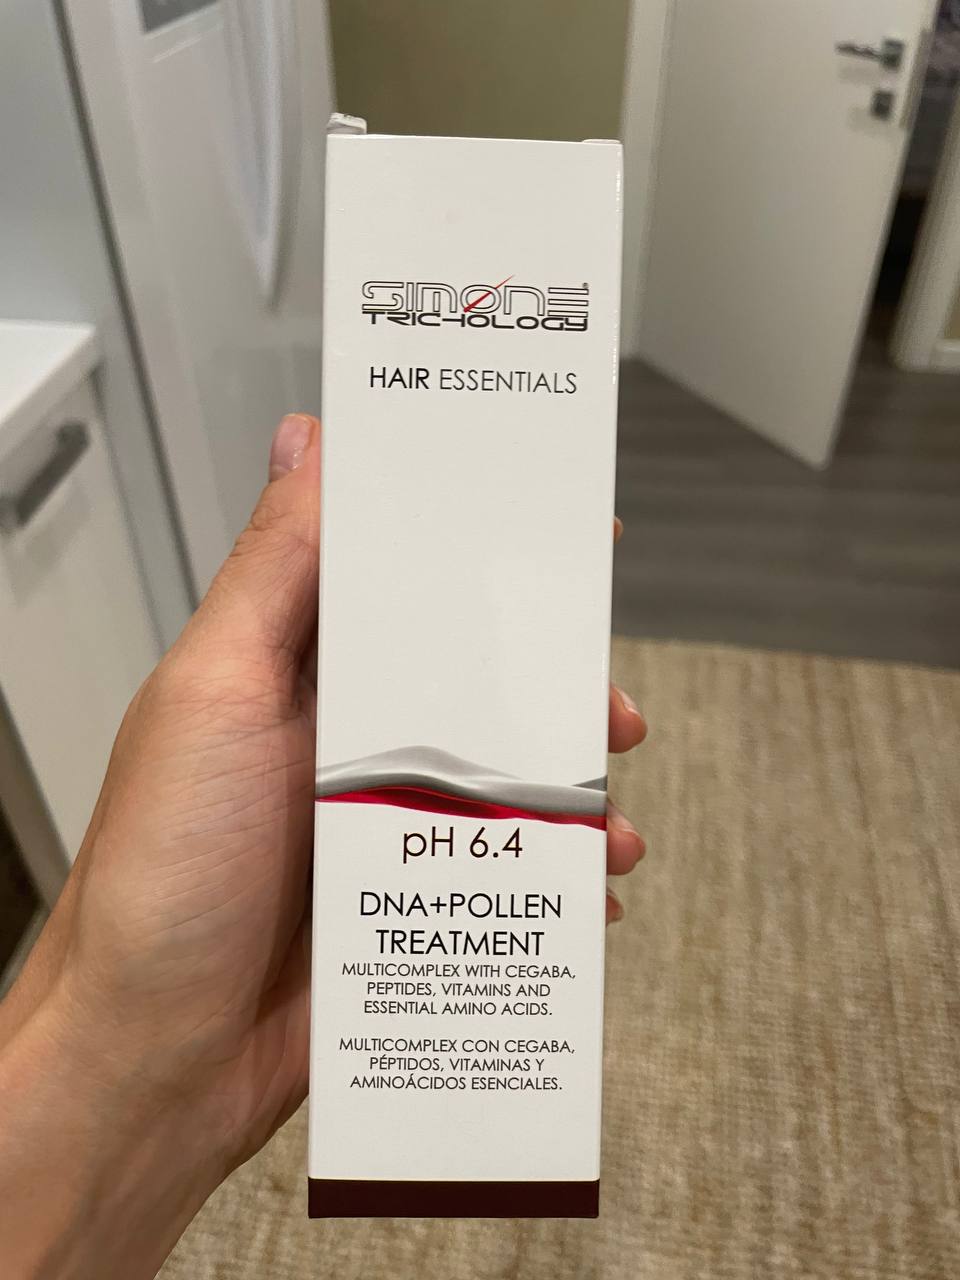 SIMONE®
TRICHOLOGY
HAIR ESSENTIALS
pH 6.4
DNA+POLLEN
TREATMENT
MULTICOMPLEX WITH CEGABA,
PEPTIDES, VITAMINS AND
ESSENTIAL AMINO ACIDS.
MULTICOMPLEX CON CEGABA,
PÉPTIDOS, VITAMINAS Y
AMINOÁCIDOS ESENCIALES.